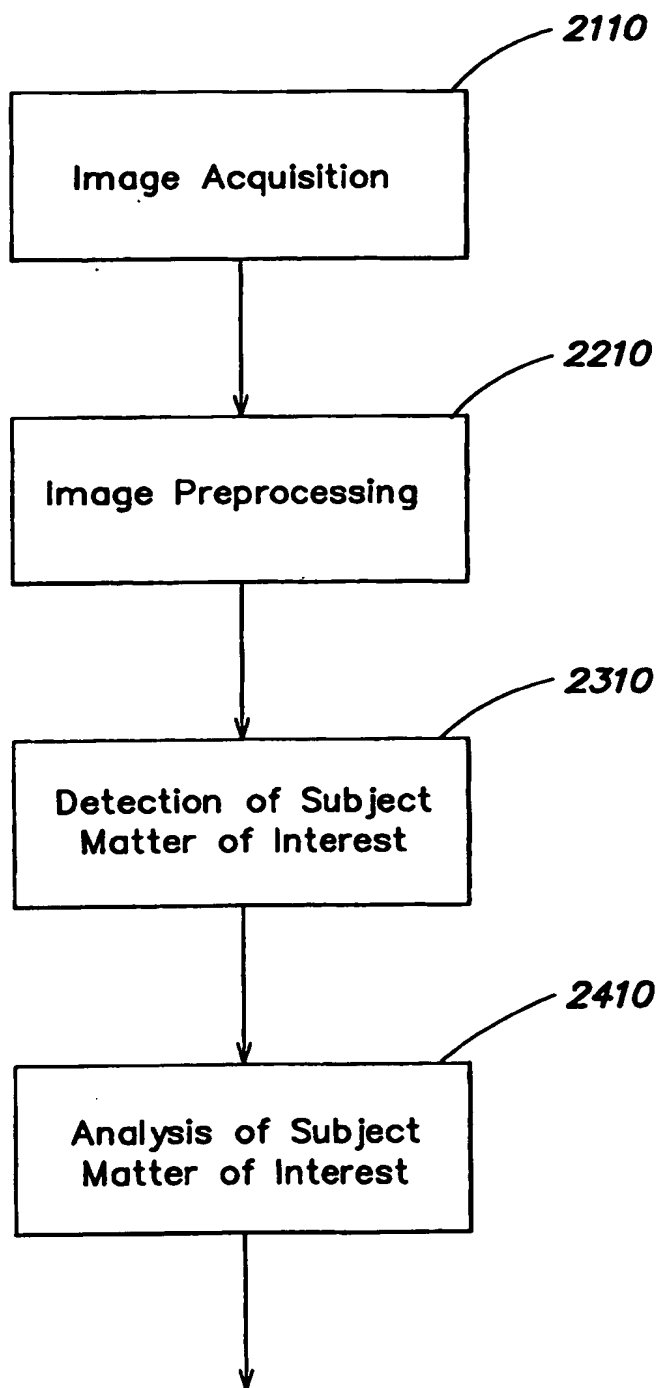 2110
Image Acquisition
2210
Image Preprocessing
2310
Detection of Subject
Matter of Interest
2410
Analysis of Subject
Matter of Interest